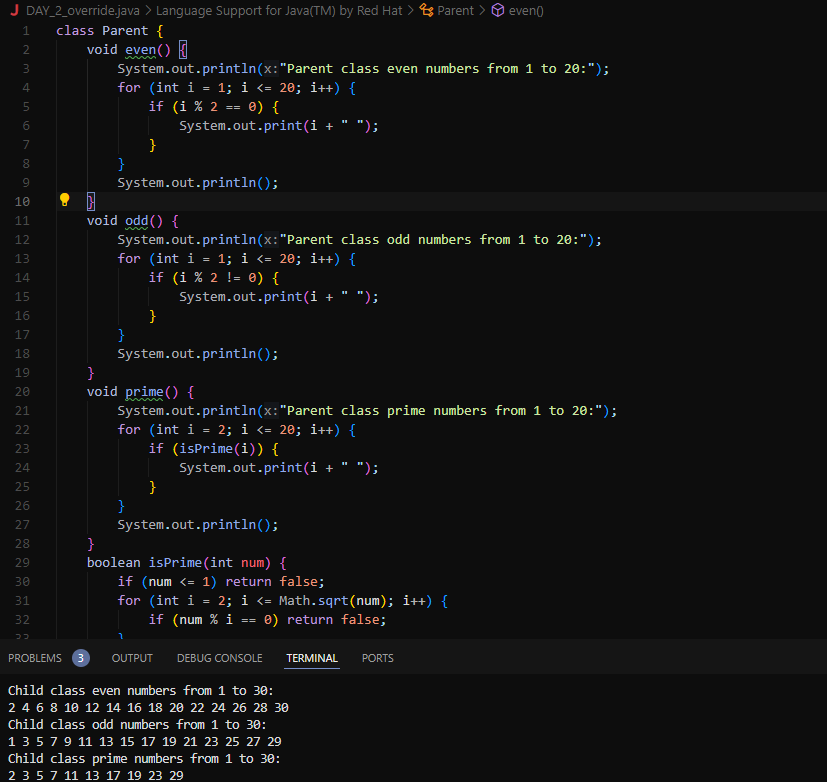 J DAY_2_override.java > Language Support for Java(TM) by Red Hat > Parent > even()
1 class Parent {
2     void even() {
3         System.out.println(x:"Parent class even numbers from 1 to 20:");
4         for (int i = 1; i <= 20; i++) {
5             if (i % 2 == 0) {
6                 System.out.print(i + " ");
7             }
8         }
9         System.out.println();
10     }
11     void odd() {
12         System.out.println(x:"Parent class odd numbers from 1 to 20:");
13         for (int i = 1; i <= 20; i++) {
14             if (i % 2 != 0) {
15                 System.out.print(i + " ");
16             }
17         }
18         System.out.println();
19     }
20     void prime() {
21         System.out.println(x:"Parent class prime numbers from 1 to 20:");
22         for (int i = 2; i <= 20; i++) {
23             if (isPrime(i)) {
24                 System.out.print(i + " ");
25             }
26         }
27         System.out.println();
28     }
29     boolean isPrime(int num) {
30         if (num <= 1) return false;
31         for (int i = 2; i <= Math.sqrt(num); i++) {
32             if (num % i == 0) return false;
33         }
PROBLEMS 3 OUTPUT DEBUG CONSOLE TERMINAL PORTS
Child class even numbers from 1 to 30:
2 4 6 8 10 12 14 16 18 20 22 24 26 28 30
Child class odd numbers from 1 to 30:
1 3 5 7 9 11 13 15 17 19 21 23 25 27 29
Child class prime numbers from 1 to 30:
2 3 5 7 11 13 17 19 23 29